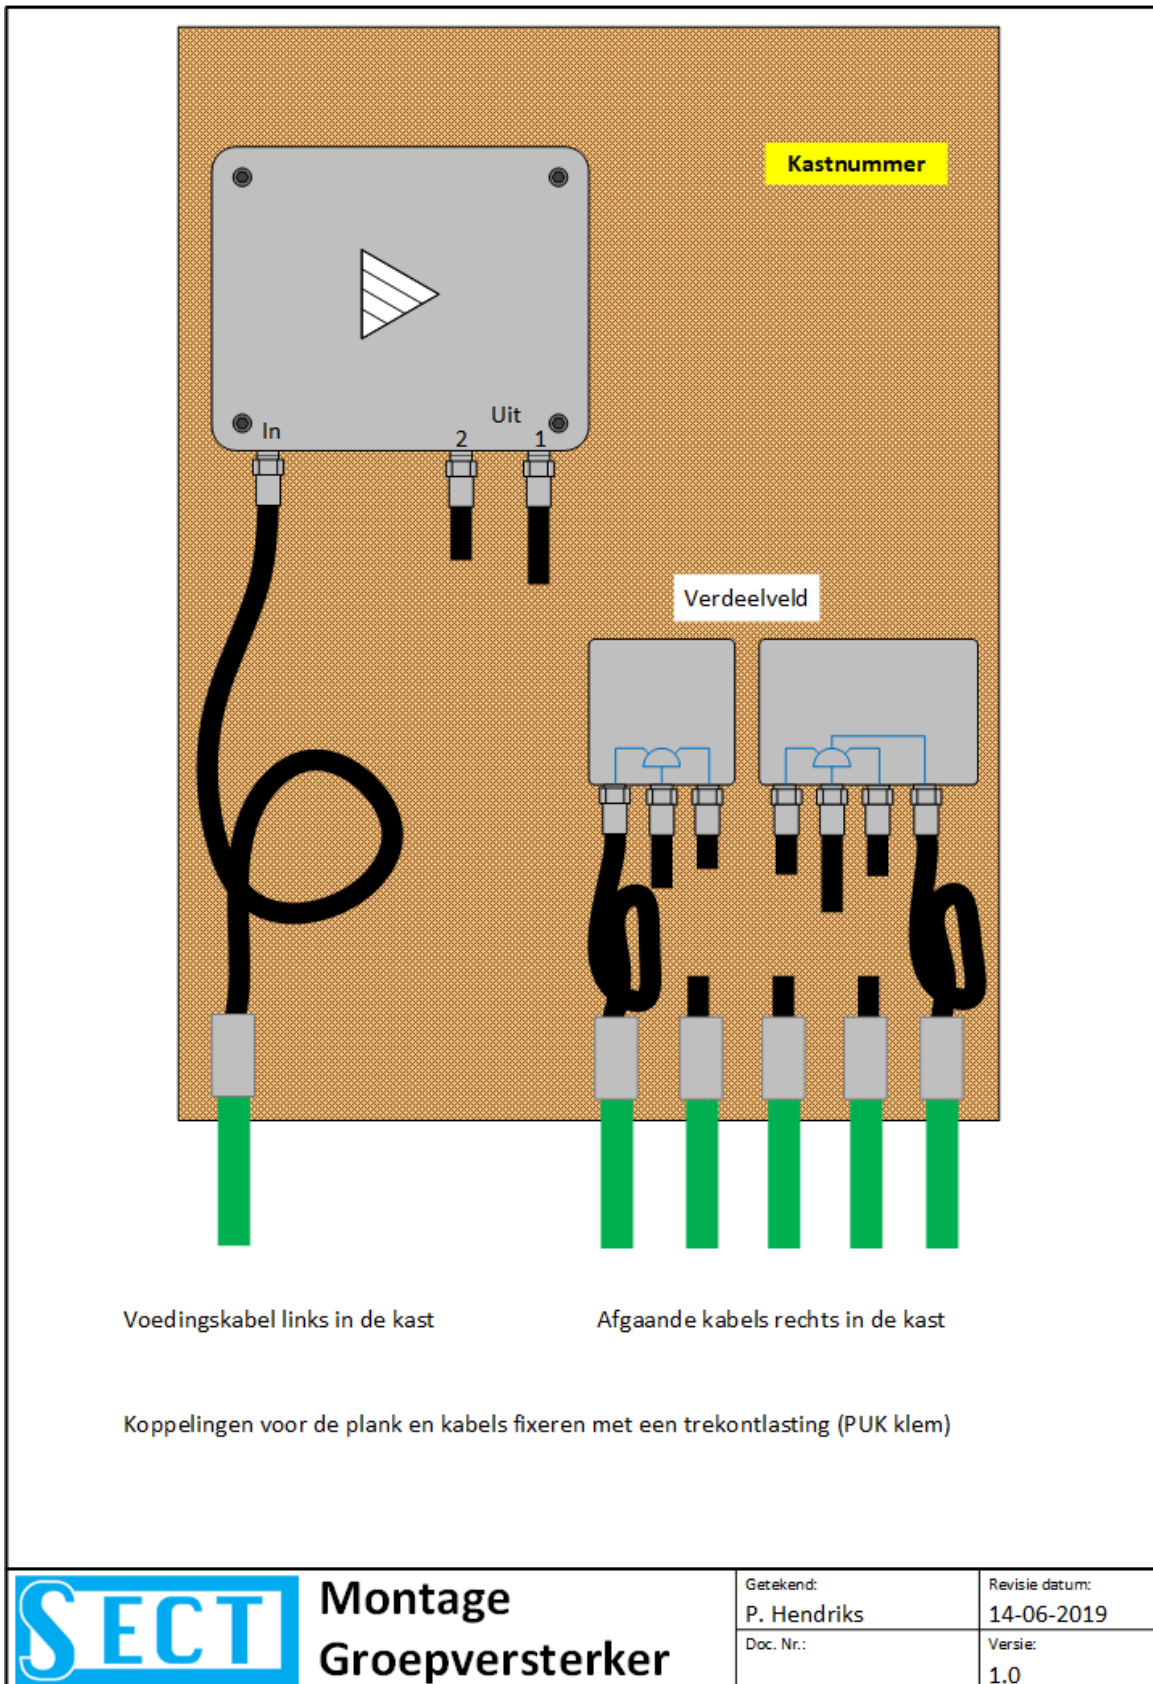 Kastnummer
Uit
In
2
1
Verdeelveld
Voedingskabel links in de kast
Afgaande kabels rechts in de kast
Koppelingen voor de plank en kabels fixeren met een trekontlasting (PUK klem)
SECT
Montage
Groepversterker
Getekend:
P. Hendriks
Revisie datum:
14-06-2019
Doc. Nr.:
Versie:
1.0